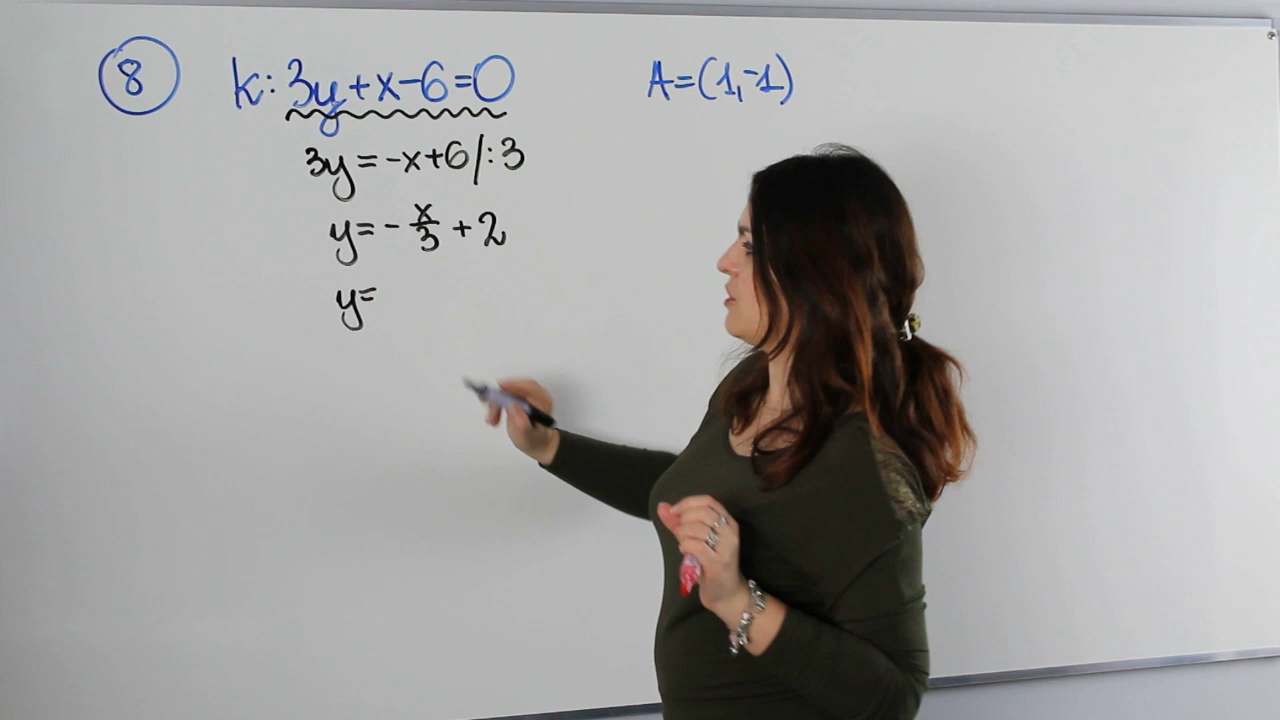 8 k: 3y+x-6=0 A=(1,-1)
3y=-x+6/:3
y=-x/3+2
y=